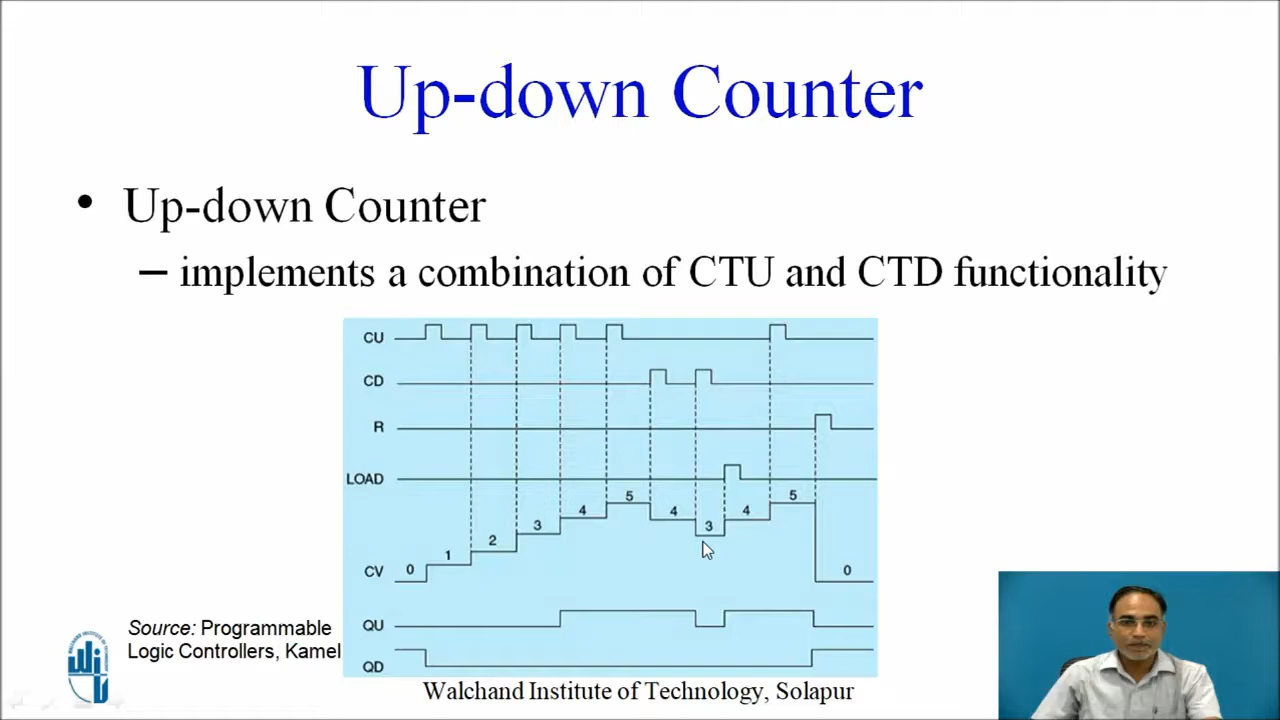 Up-down Counter
• Up-down Counter
– implements a combination of CTU and CTD functionality
CU
CD
R
LOAD
5 5
4 4 4
3 3
2
1
CV 0 0
QU
QD
Source: Programmable
Logic Controllers, Kamel
Walchand Institute of Technology, Solapur